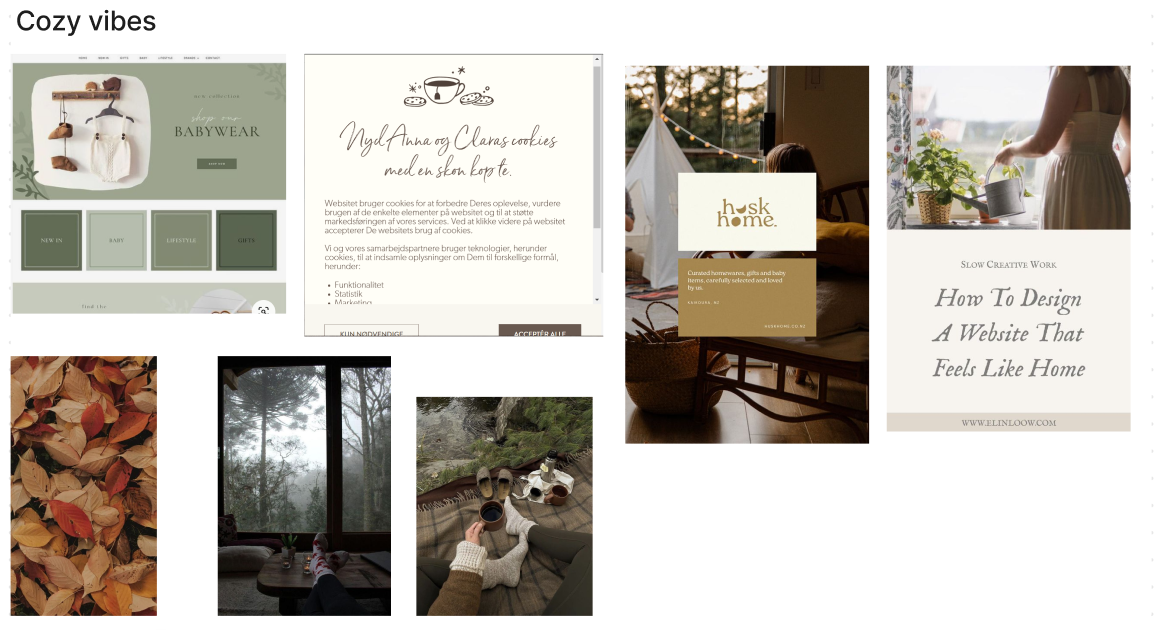 Cozy vibes
HOME NEW IN GIFTS BABY LIFESTYLE BRANDS CONTACT
new collection
shop our
BABYWEAR
SHOP NOW
NEW IN
BABY
LIFESTYLE
GIFTS
find the
Nyd Anna og Claras cookies
med en skøn kop te.
Websitet bruger cookies for at forbedre Deres oplevelse, vurdere
brugen af de enkelte elementer på websitet og til at støtte
markedsføringen af vores services. Ved at klikke videre på websitet
accepterer De websitets brug af cookies.
Vi og vores samarbejdspartnere bruger teknologier, herunder
cookies, til at indsamle oplysninger om Dem til forskellige formål,
herunder:
• Funktionalitet
• Statistik
• Marketing
KUN NØDVENDIGE
ACCEPTÉR ALLE
husk
home.
Curated homewares, gifts and baby
items, carefully selected and loved
by us.
HUSKHOME.CO.NZ
Slow Creative Work
How To Design
A Website That
Feels Like Home
WWW.ELINLOOW.COM